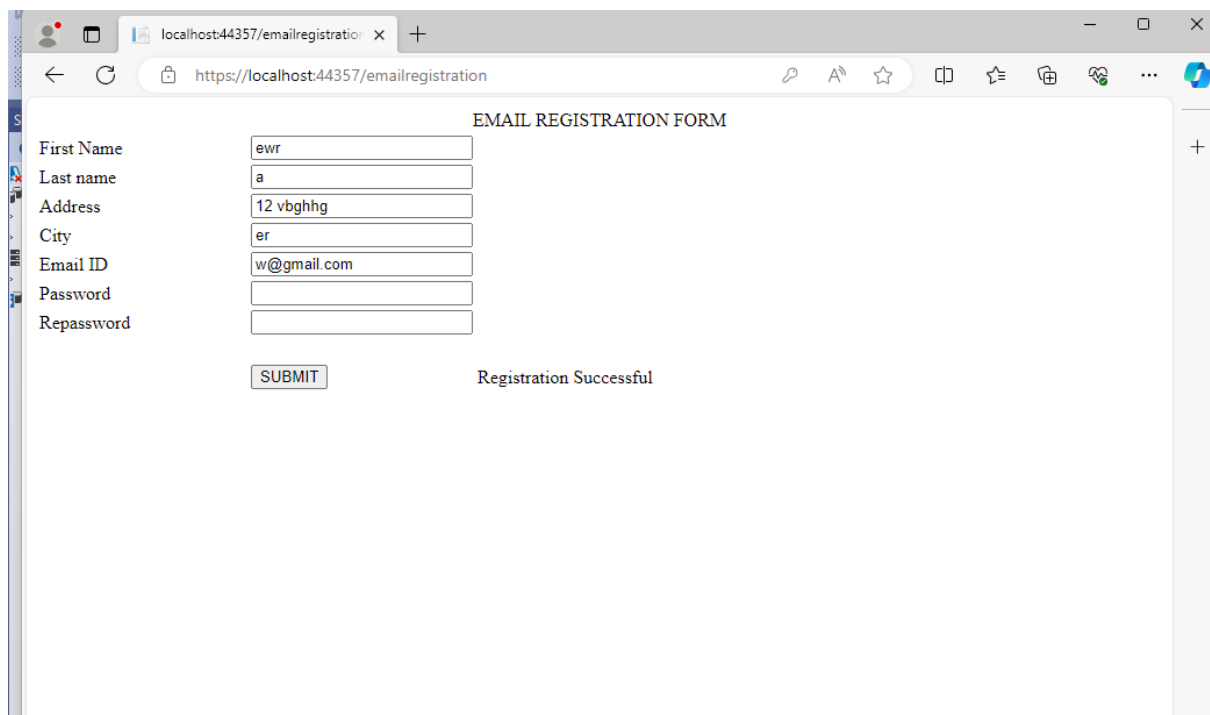 localhost:44357/emailregistration
https://localhost:44357/emailregistration
EMAIL REGISTRATION FORM
First Name ewr
Last name a
Address 12 vbghhg
City er
Email ID w@gmail.com
Password
Repassword
SUBMIT Registration Successful